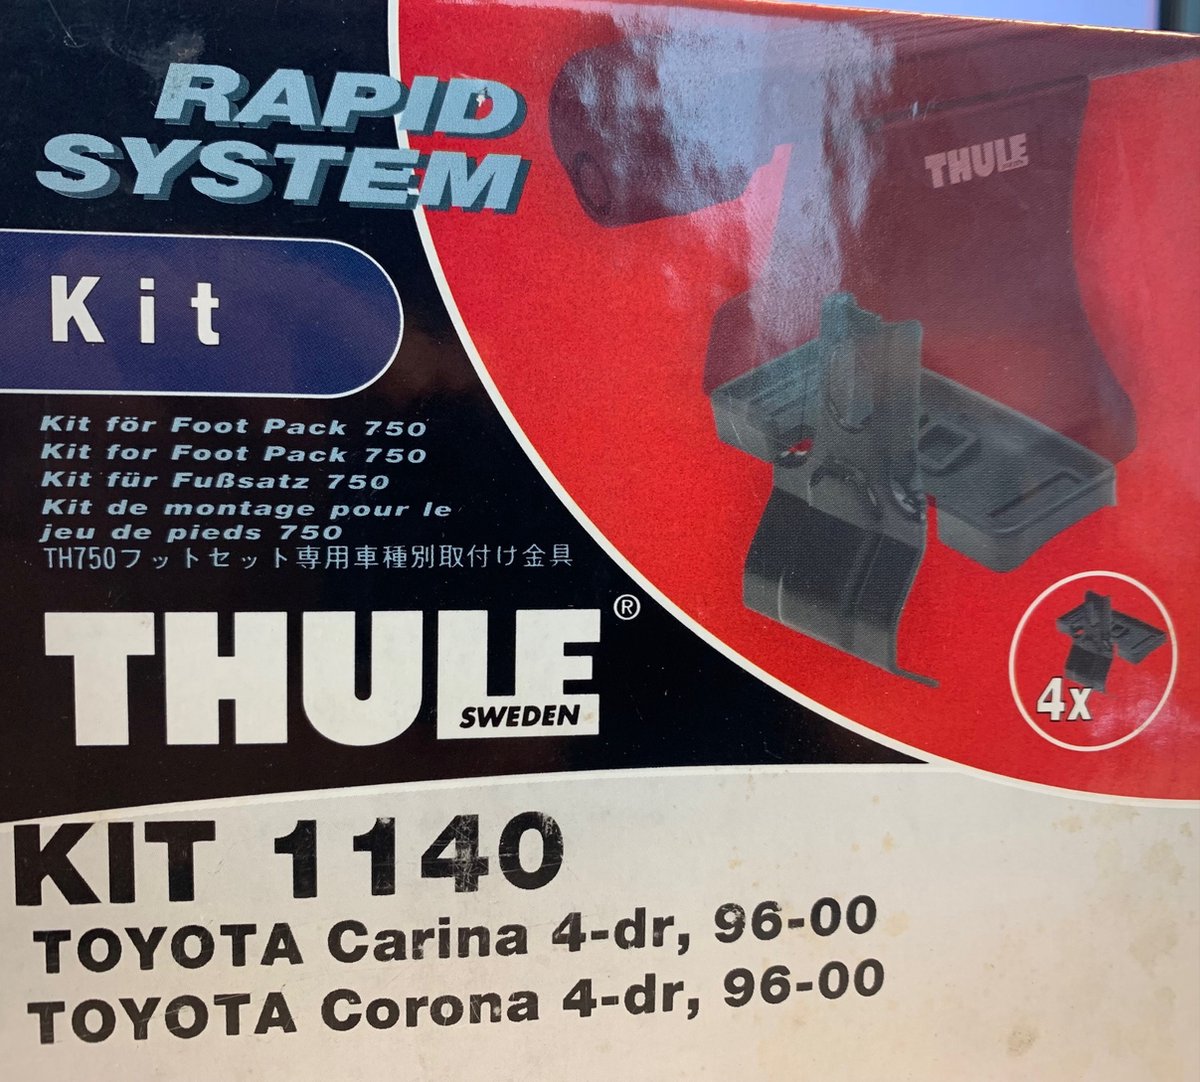 RAPID
SYSTEM
THULE
Kit
Kit för Foot Pack 750
Kit for Foot Pack 750
Kit für Fußsatz 750
Kit de montage pour le
jeu de pieds 750
TH750フットセット専用車種別取付け金具
THULE®
SWEDEN
4x
KIT 1140
TOYOTA Carina 4-dr, 96-00
TOYOTA Corona 4-dr, 96-00